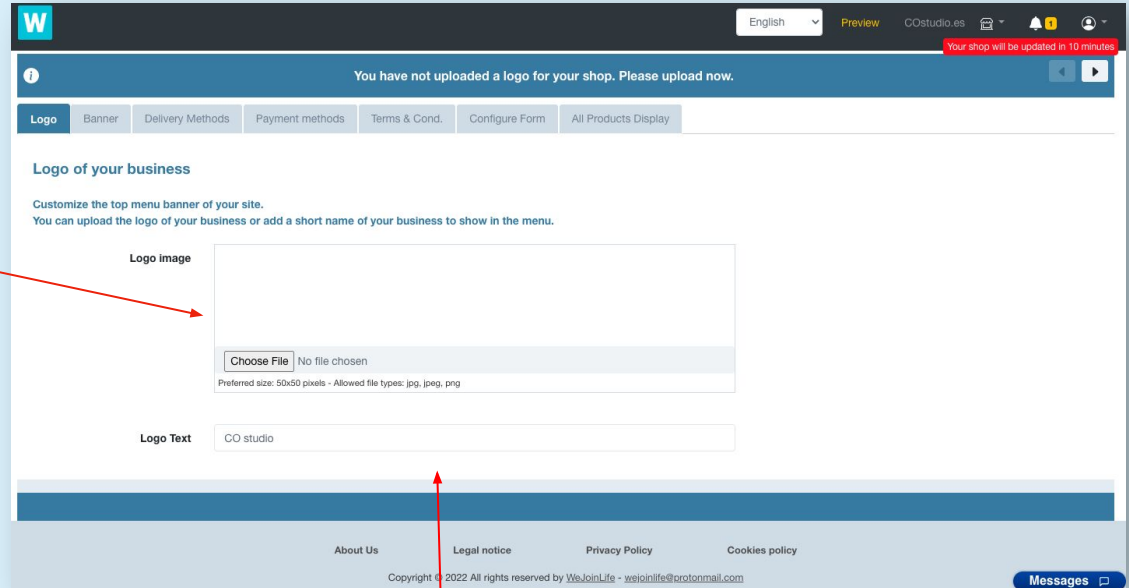 W
English
Preview
COstudio.es
1
Your shop will be updated in 10 minutes
i
You have not uploaded a logo for your shop. Please upload now.
Logo
Banner
Delivery Methods
Payment methods
Terms & Cond.
Configure Form
All Products Display
Logo of your business
Customize the top menu banner of your site.
You can upload the logo of your business or add a short name of your business to show in the menu.
Logo image
Choose File No file chosen
Preferred size: 50x50 pixels - Allowed file types: jpg, jpeg, png
Logo Text
CO studio
About Us
Legal notice
Privacy Policy
Cookies policy
Copyright © 2022 All rights reserved by WeJoinLife - wejoinlife@protonmail.com
Messages